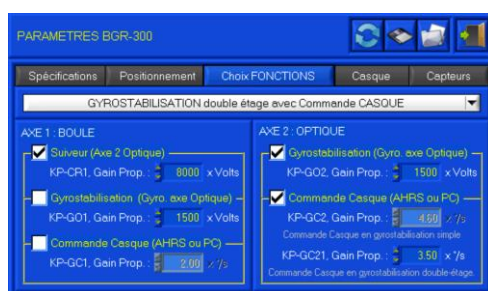 PARAMETRES BGR-300
Spécifications Positionnement Choix FONCTIONS Casque Capteurs
GYROSTABILISATION double étage avec Commande CASQUE
AXE 1 : BOULE
Suiveur (Axe 2 Optique)
KP-CR1, Gain Prop. : 8000 x Volts
Gyrostabilisation (Gyro. axe Optique)
KP-GO1, Gain Prop. : 1500 x Volts
Commande Casque (AHRS ou PC)
KP-GC1, Gain Prop. : 2.00 x °/s
AXE 2 : OPTIQUE
Gyrostabilisation (Gyro. axe Optique)
KP-GO2, Gain Prop. : 1500 x Volts
Commande Casque (AHRS ou PC)
KP-GC2, Gain Prop. : 4.60 x °/s
Commande Casque en gyrostabilisation simple
KP-GC21, Gain Prop. : 3.50 x °/s
Commande Casque en gyrostabilisation double-étage.